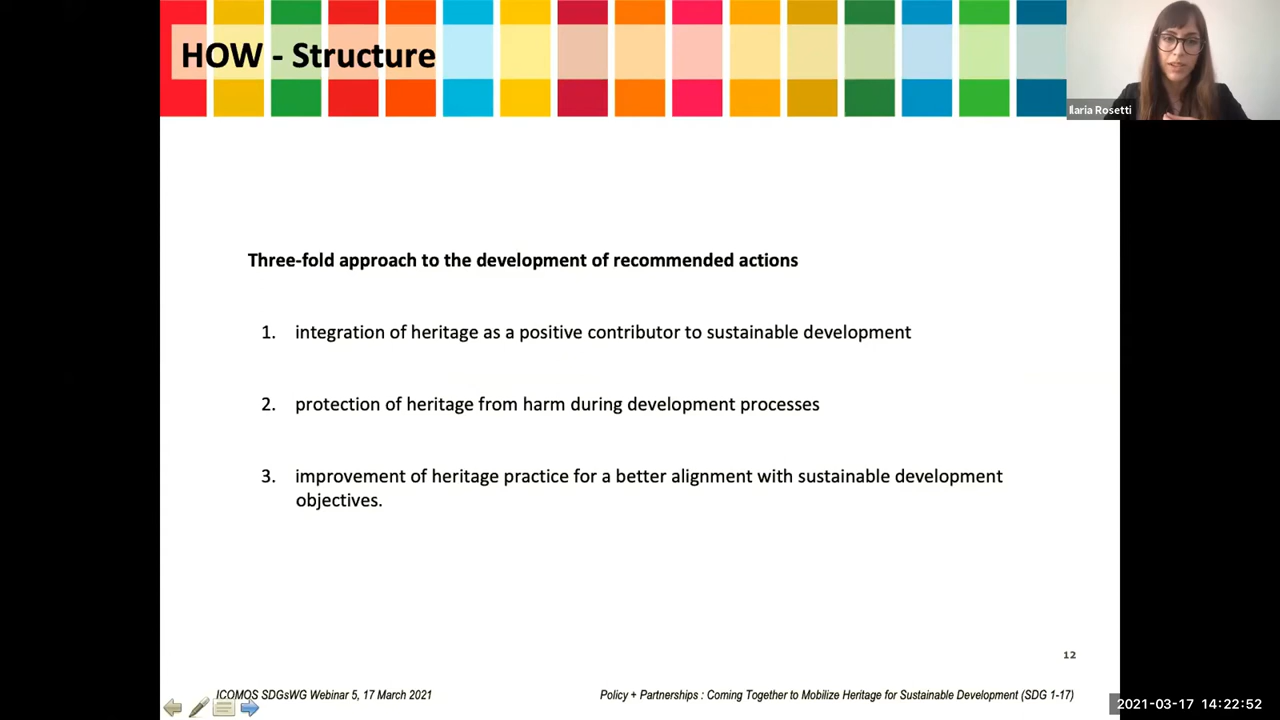 HOW - Structure
Ilaria Rosetti
Three-fold approach to the development of recommended actions
1. integration of heritage as a positive contributor to sustainable development
2. protection of heritage from harm during development processes
3. improvement of heritage practice for a better alignment with sustainable development
objectives.
12
ICOMOS SDGsWG Webinar 5, 17 March 2021
Policy + Partnerships : Coming Together to Mobilize Heritage for Sustainable Development (SDG 1-17)
2021-03-17 14:22:52